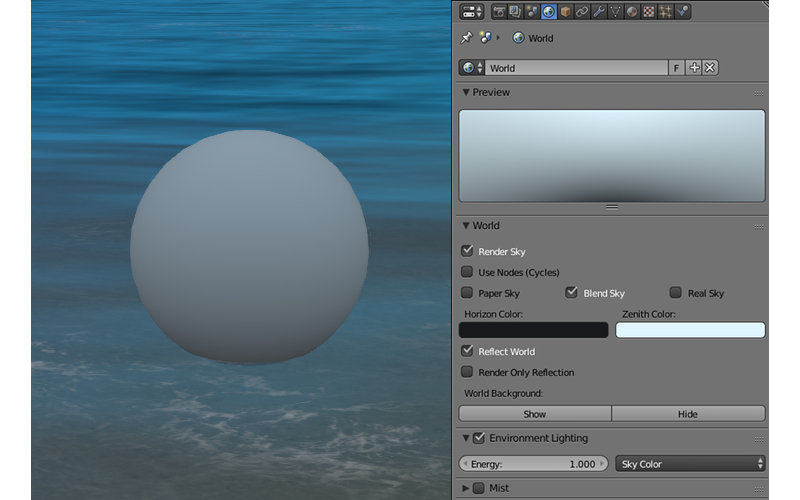 World
World F
Preview
World
Render Sky
Use Nodes (Cycles)
Paper Sky Blend Sky Real Sky
Horizon Color: Zenith Color:
Reflect World
Render Only Reflection
World Background:
Show Hide
Environment Lighting
Energy: 1.000 Sky Color
Mist